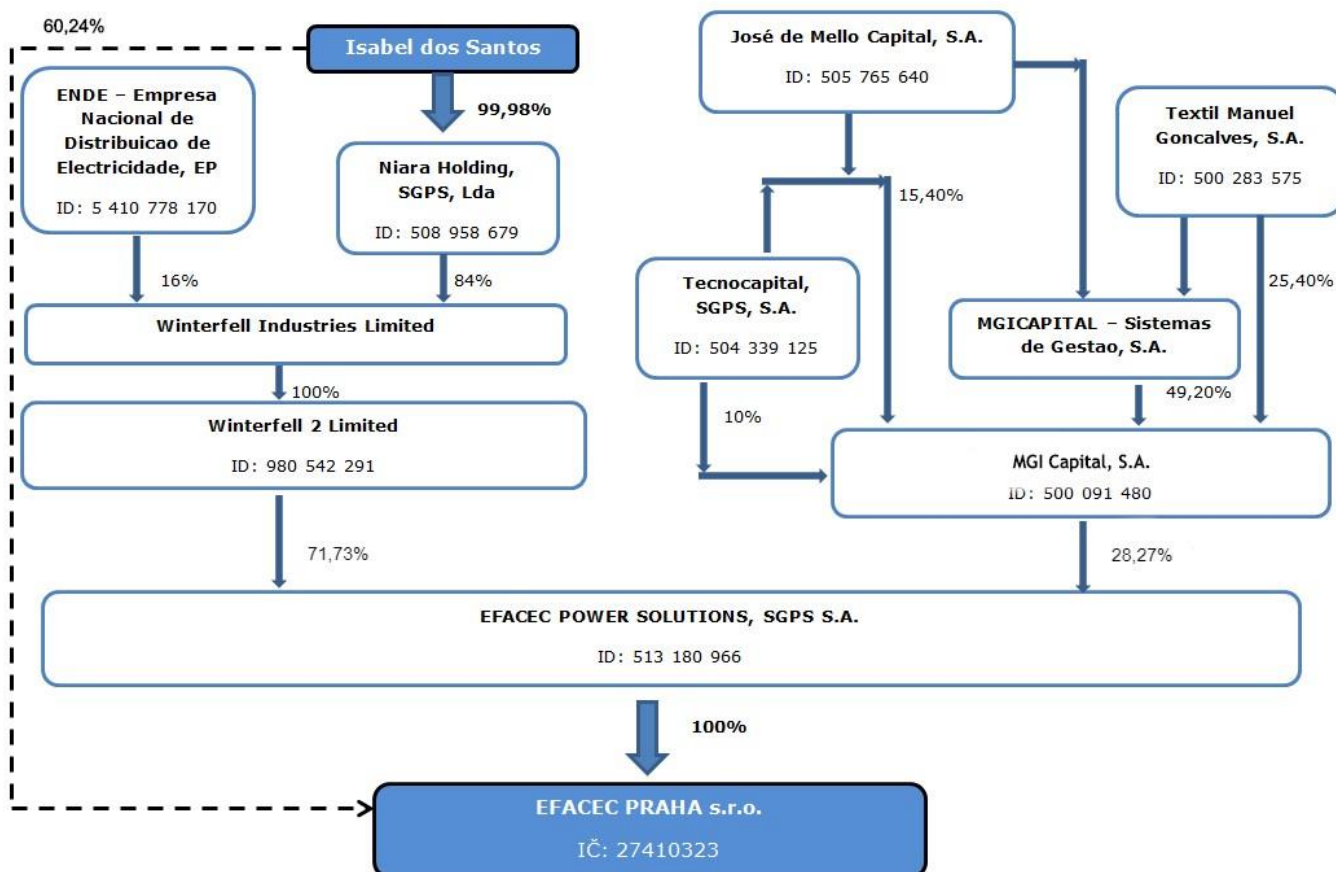 60,24%
Isabel dos Santos
José de Mello Capital, S.A.
ID: 505 765 640
ENDE – Empresa
Nacional de
Distribuicao de
Electricidade, EP
ID: 5 410 778 170
99,98%
Niara Holding,
SGPS, Lda
ID: 508 958 679
Textil Manuel
Goncalves, S.A.
ID: 500 283 575
15,40%
16%
84%
Tecnocapital,
SGPS, S.A.
ID: 504 339 125
25,40%
Winterfell Industries Limited
MGICAPITAL – Sistemas
de Gestao, S.A.
100%
10%
49,20%
Winterfell 2 Limited
ID: 980 542 291
MGI Capital, S.A.
ID: 500 091 480
71,73%
28,27%
EFACEC POWER SOLUTIONS, SGPS S.A.
ID: 513 180 966
100%
EFACEC PRAHA s.r.o.
IČ: 27410323